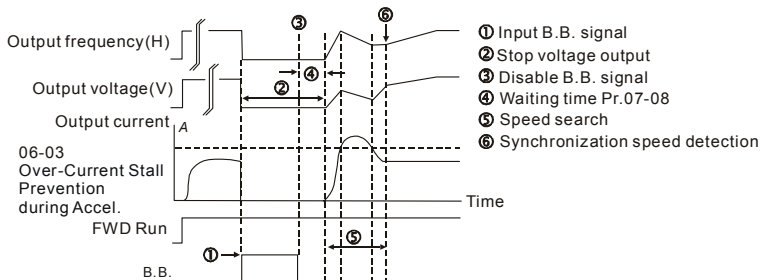 ③
⑥
Output frequency(H)
① Input B.B. signal
② Stop voltage output
④
③ Disable B.B. signal
Output voltage(V)
②
④ Waiting time Pr.07-08
Output current
A
⑤ Speed search
⑥ Synchronization speed detection
06-03
Over-Current Stall
Prevention
during Accel.
Time
FWD Run
⑤
①
B.B.